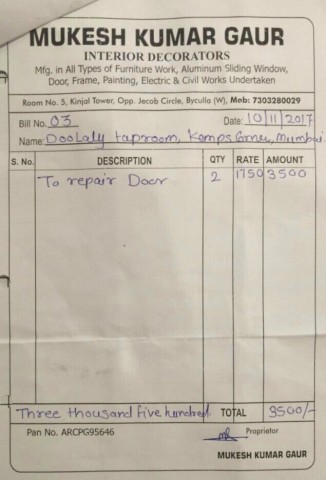 MUKESH KUMAR GAUR
INTERIOR DECORATORS
Mfg. in All Types of Furniture Work, Aluminum Sliding Window,
Door, Frame, Painting, Electric & Civil Works Undertaken
Room No. 5, Kinjal Tower, Opp. Jecob Circle, Byculla (W), Mob: 7303280029
Bill No. 03 Date: 10/11/2017
Name: Doolaly taproom, Kemps Corner, Mumbai.
S. No. DESCRIPTION QTY RATE AMOUNT
To repair Door 2 1750 3500
Three thousand five hundred. TOTAL 3500/-
Pan No. ARCPG95646 Proprietor
MUKESH KUMAR GAUR